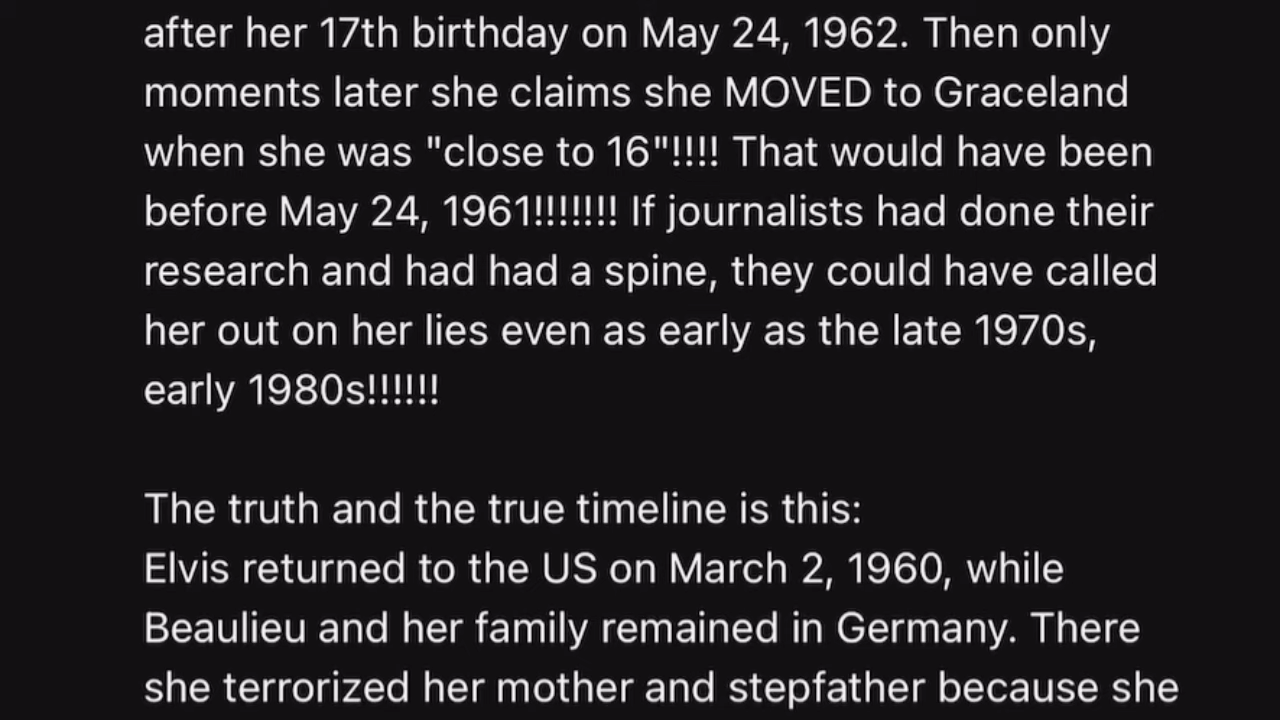 after her 17th birthday on May 24, 1962. Then only
moments later she claims she MOVED to Graceland
when she was "close to 16"!!!! That would have been
before May 24, 1961!!!!!!! If journalists had done their
research and had had a spine, they could have called
her out on her lies even as early as the late 1970s,
early 1980s!!!!!!
The truth and the true timeline is this:
Elvis returned to the US on March 2, 1960, while
Beaulieu and her family remained in Germany. There
she terrorized her mother and stepfather because she